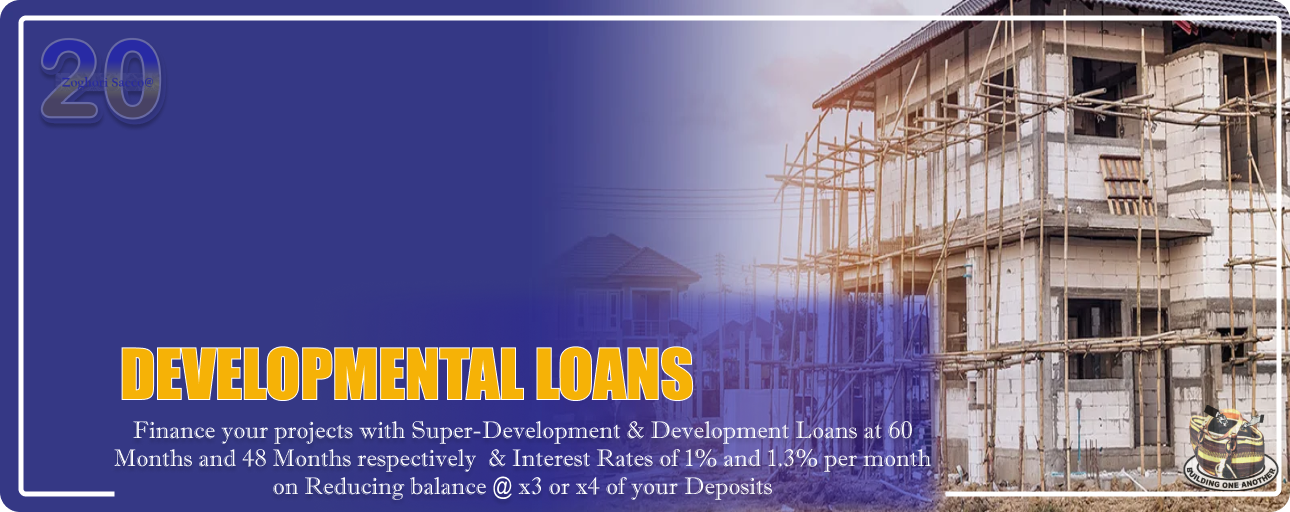 20
DEVELOPMENTAL LOANS
Finance your projects with Super-Development & Development Loans at 60
Months and 48 Months respectively & Interest Rates of 1% and 1.3% per month
on Reducing balance @ x3 or x4 of your Deposits
BUILDING ONE ANOTHER